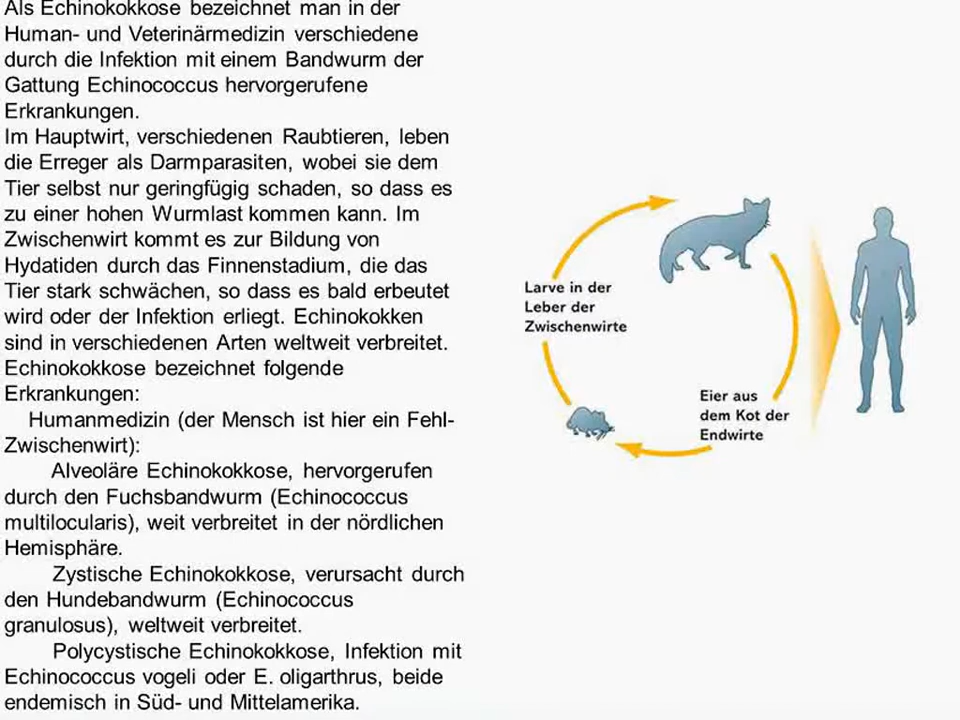 Als Echinokokkose bezeichnet man in der
Human- und Veterinärmedizin verschiedene
durch die Infektion mit einem Bandwurm der
Gattung Echinococcus hervorgerufene
Erkrankungen.
Im Hauptwirt, verschiedenen Raubtieren, leben
die Erreger als Darmparasiten, wobei sie dem
Tier selbst nur geringfügig schaden, so dass es
zu einer hohen Wurmlast kommen kann. Im
Zwischenwirt kommt es zur Bildung von
Hydatiden durch das Finnenstadium, die das
Tier stark schwächen, so dass es bald erbeutet
wird oder der Infektion erliegt. Echinokokken
sind in verschiedenen Arten weltweit verbreitet.
Echinokokkose bezeichnet folgende
Erkrankungen:
Humanmedizin (der Mensch ist hier ein Fehl-
Zwischenwirt):
Alveoläre Echinokokkose, hervorgerufen
durch den Fuchsbandwurm (Echinococcus
multilocularis), weit verbreitet in der nördlichen
Hemisphäre.
Zystische Echinokokkose, verursacht durch
den Hundebandwurm (Echinococcus
granulosus), weltweit verbreitet.
Polycystische Echinokokkose, Infektion mit
Echinococcus vogeli oder E. oligarthrus, beide
endemisch in Süd- und Mittelamerika.
Larve in der
Leber der
Zwischenwirte
Eier aus
dem Kot der
Endwirte